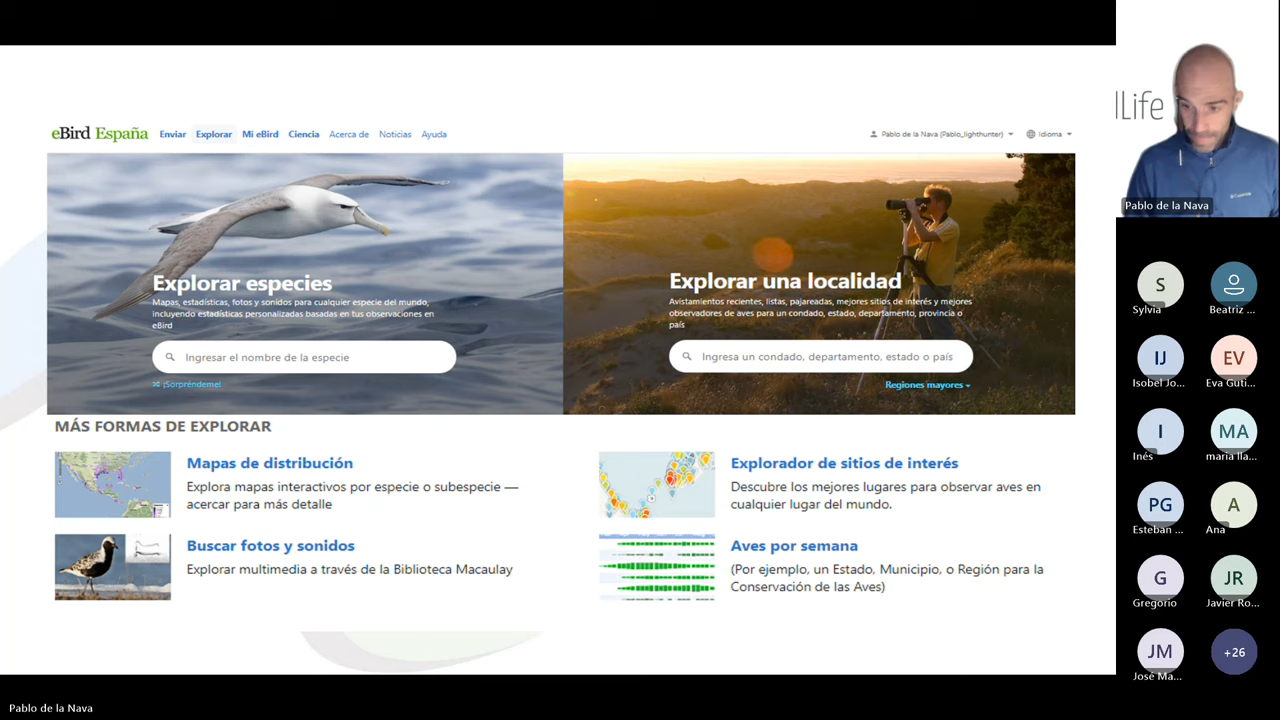 eBird España
Enviar
Explorar
Mi eBird
Ciencia
Acerca de
Noticias
Ayuda
Pablo de la Nava (Pablo_lighthunter)
Idioma
Explorar especies
Mapas, estadísticas, fotos y sonidos para cualquier especie del mundo,
incluyendo estadísticas personalizadas basadas en tus observaciones en
eBird
Ingresar el nombre de la especie
¡Sorpréndeme!
Explorar una localidad
Avistamientos recientes, listas, pajareadas, mejores sitios de interés y mejores
observadores de aves para un condado, estado, departamento, provincia o
país
Ingresa un condado, departamento, estado o país
Regiones mayores
MÁS FORMAS DE EXPLORAR
Mapas de distribución
Explora mapas interactivos por especie o subespecie —
acercar para más detalle
Explorador de sitios de interés
Descubre los mejores lugares para observar aves en
cualquier lugar del mundo.
Buscar fotos y sonidos
Explorar multimedia a través de la Biblioteca Macaulay
Aves por semana
(Por ejemplo, un Estado, Municipio, o Región para la
Conservación de las Aves)
lLife
Pablo de la Nava
S
Sylvia
Beatriz ...
IJ
Isobel Jo...
EV
Eva Guti...
I
Inés
MA
maria lla...
PG
Esteban ...
A
Ana
G
Gregorio
JR
Javier Ro...
JM
José Ma...
+26
Pablo de la Nava